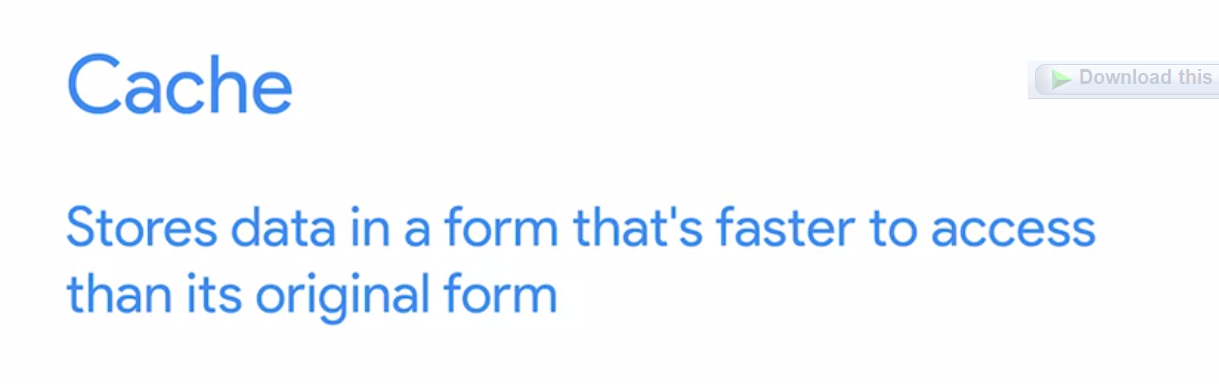 Cache
Download this
Stores data in a form that's faster to access
than its original form